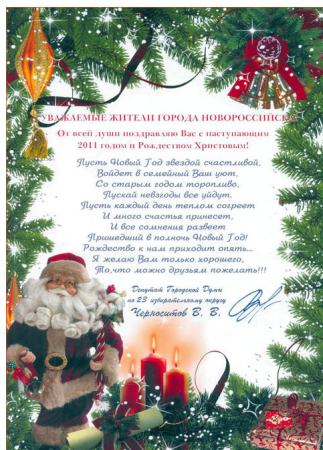 УВАЖАЕМЫЕ ЖИТЕЛИ ГОРОДА НОВОРОССИЙСКА!
От всей души поздравляю Вас с наступающим
2011 годом и Рождеством Христовым!
Пусть Новый Год звездой счастливой,
Войдет в семейный Ваш уют,
Со старым годом торопливо,
Пускай невзгоды все уйдут.
Пусть каждый день теплом согреет
И много счастья принесет,
И все сомнения развеет
Пришедший в полночь Новый Год!
Рождество к нам приходит опять...
Я желаю Вам только хорошего,
То,что можно друзьям пожелать!!!
Депутат Городской Думы
по 23 избирательному округу
Черноситов В. В.